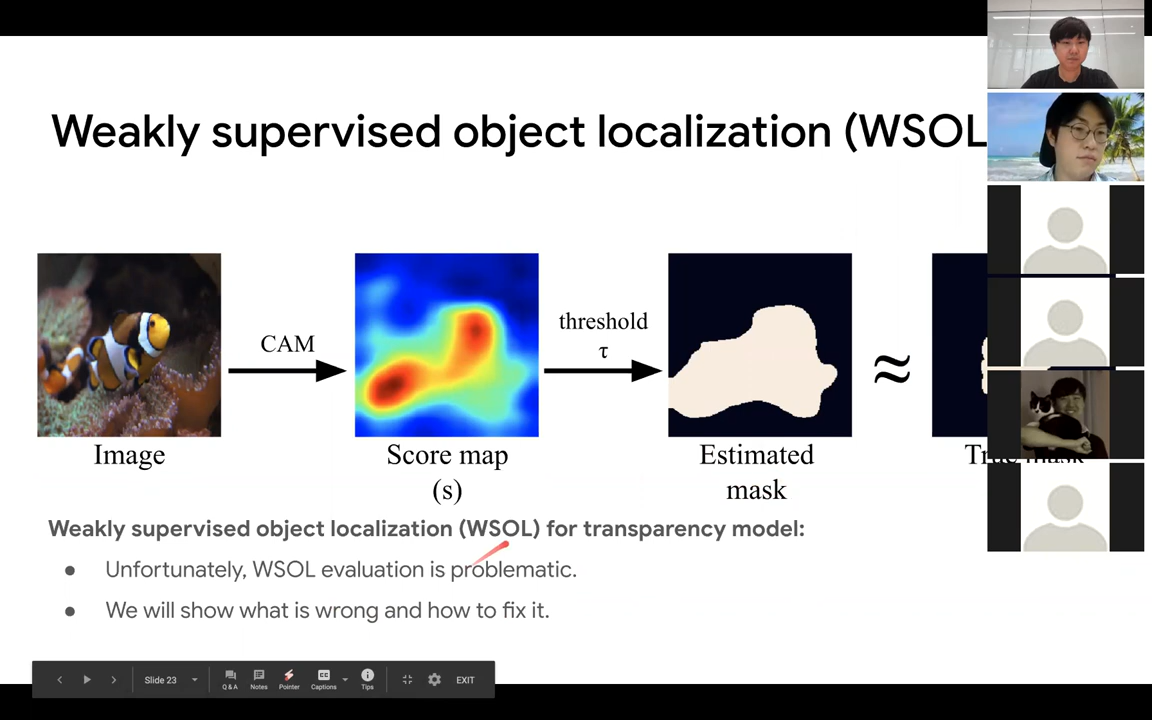 Weakly supervised object localization (WSOL
CAM
threshold
τ
≈
Image
Score map
(s)
Estimated
mask
Weakly supervised object localization (WSOL) for transparency model:
● Unfortunately, WSOL evaluation is problematic.
● We will show what is wrong and how to fix it.
Slide 23
Q & A
Notes
Pointer
CC
Captions
Tips
EXIT